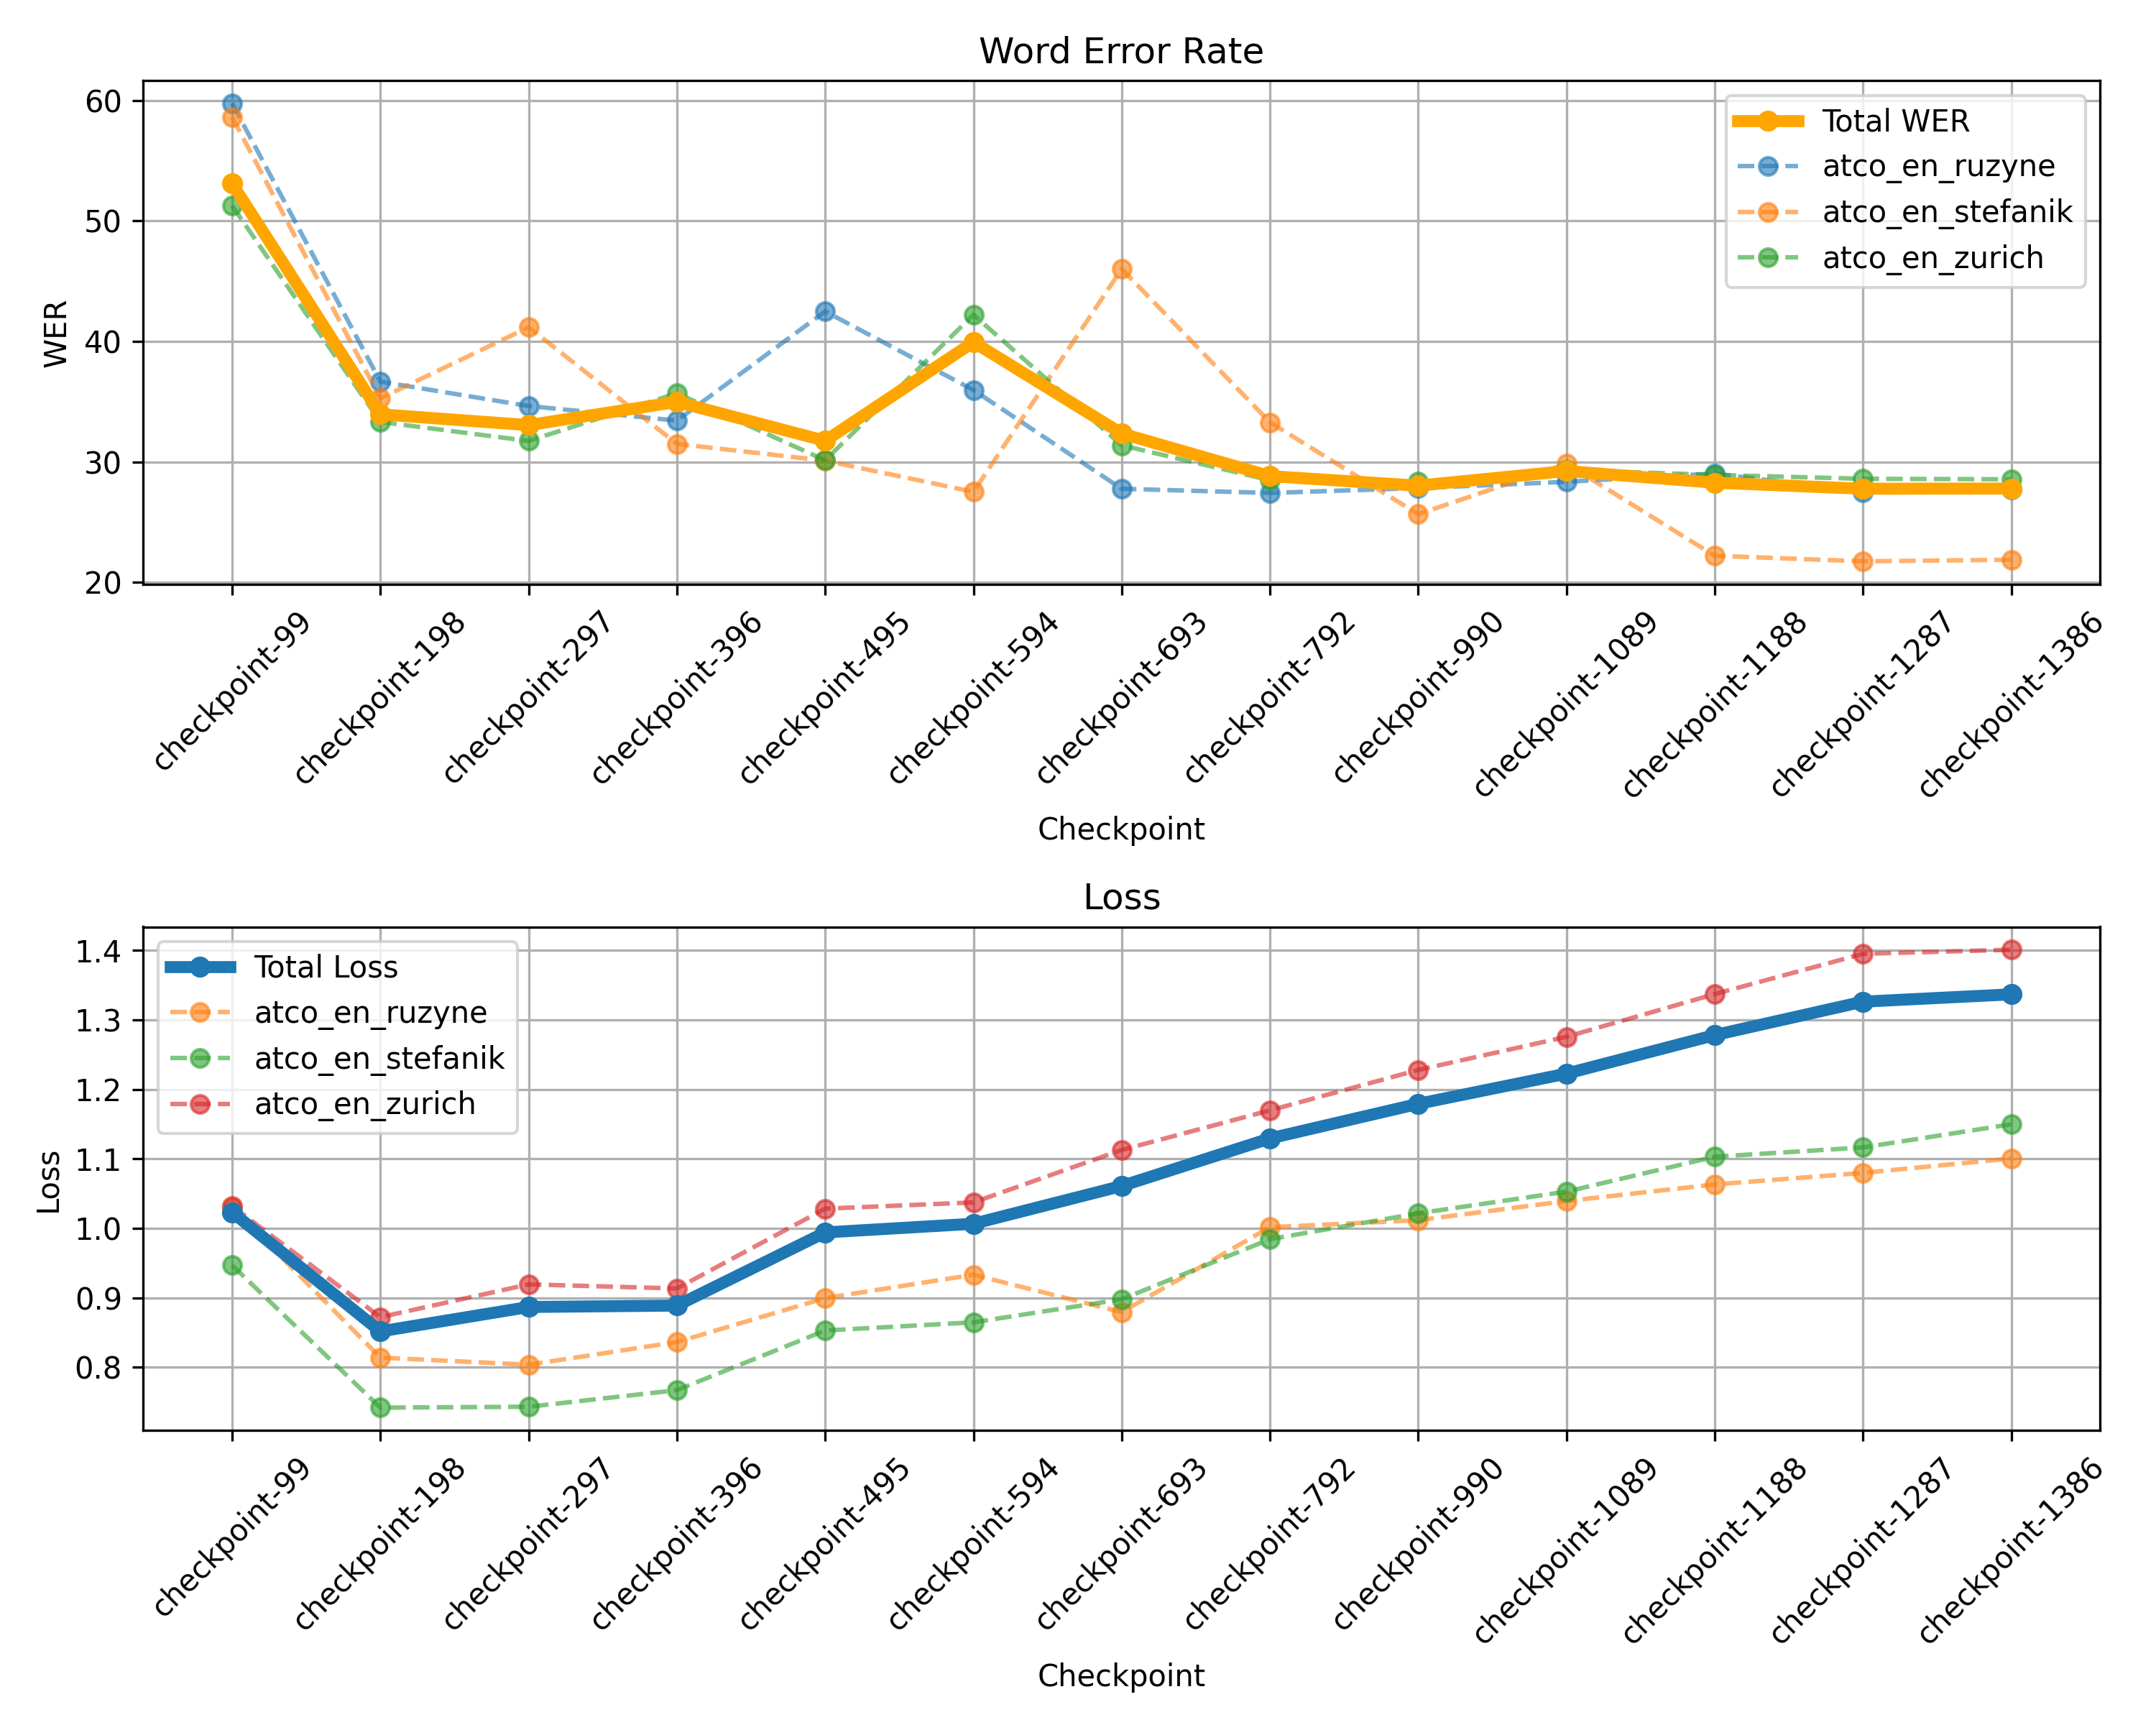 Word Error Rate
WER
60
50
40
30
20
Total WER
atco_en_ruzyne
atco_en_stefanik
atco_en_zurich
checkpoint-99
checkpoint-198
checkpoint-297
checkpoint-396
checkpoint-495
checkpoint-594
checkpoint-693
checkpoint-792
checkpoint-990
checkpoint-1089
checkpoint-1188
checkpoint-1287
checkpoint-1386
Checkpoint
Loss
Loss
1.4
1.3
1.2
1.1
1.0
0.9
0.8
Total Loss
atco_en_ruzyne
atco_en_stefanik
atco_en_zurich
checkpoint-99
checkpoint-198
checkpoint-297
checkpoint-396
checkpoint-495
checkpoint-594
checkpoint-693
checkpoint-792
checkpoint-990
checkpoint-1089
checkpoint-1188
checkpoint-1287
checkpoint-1386
Checkpoint